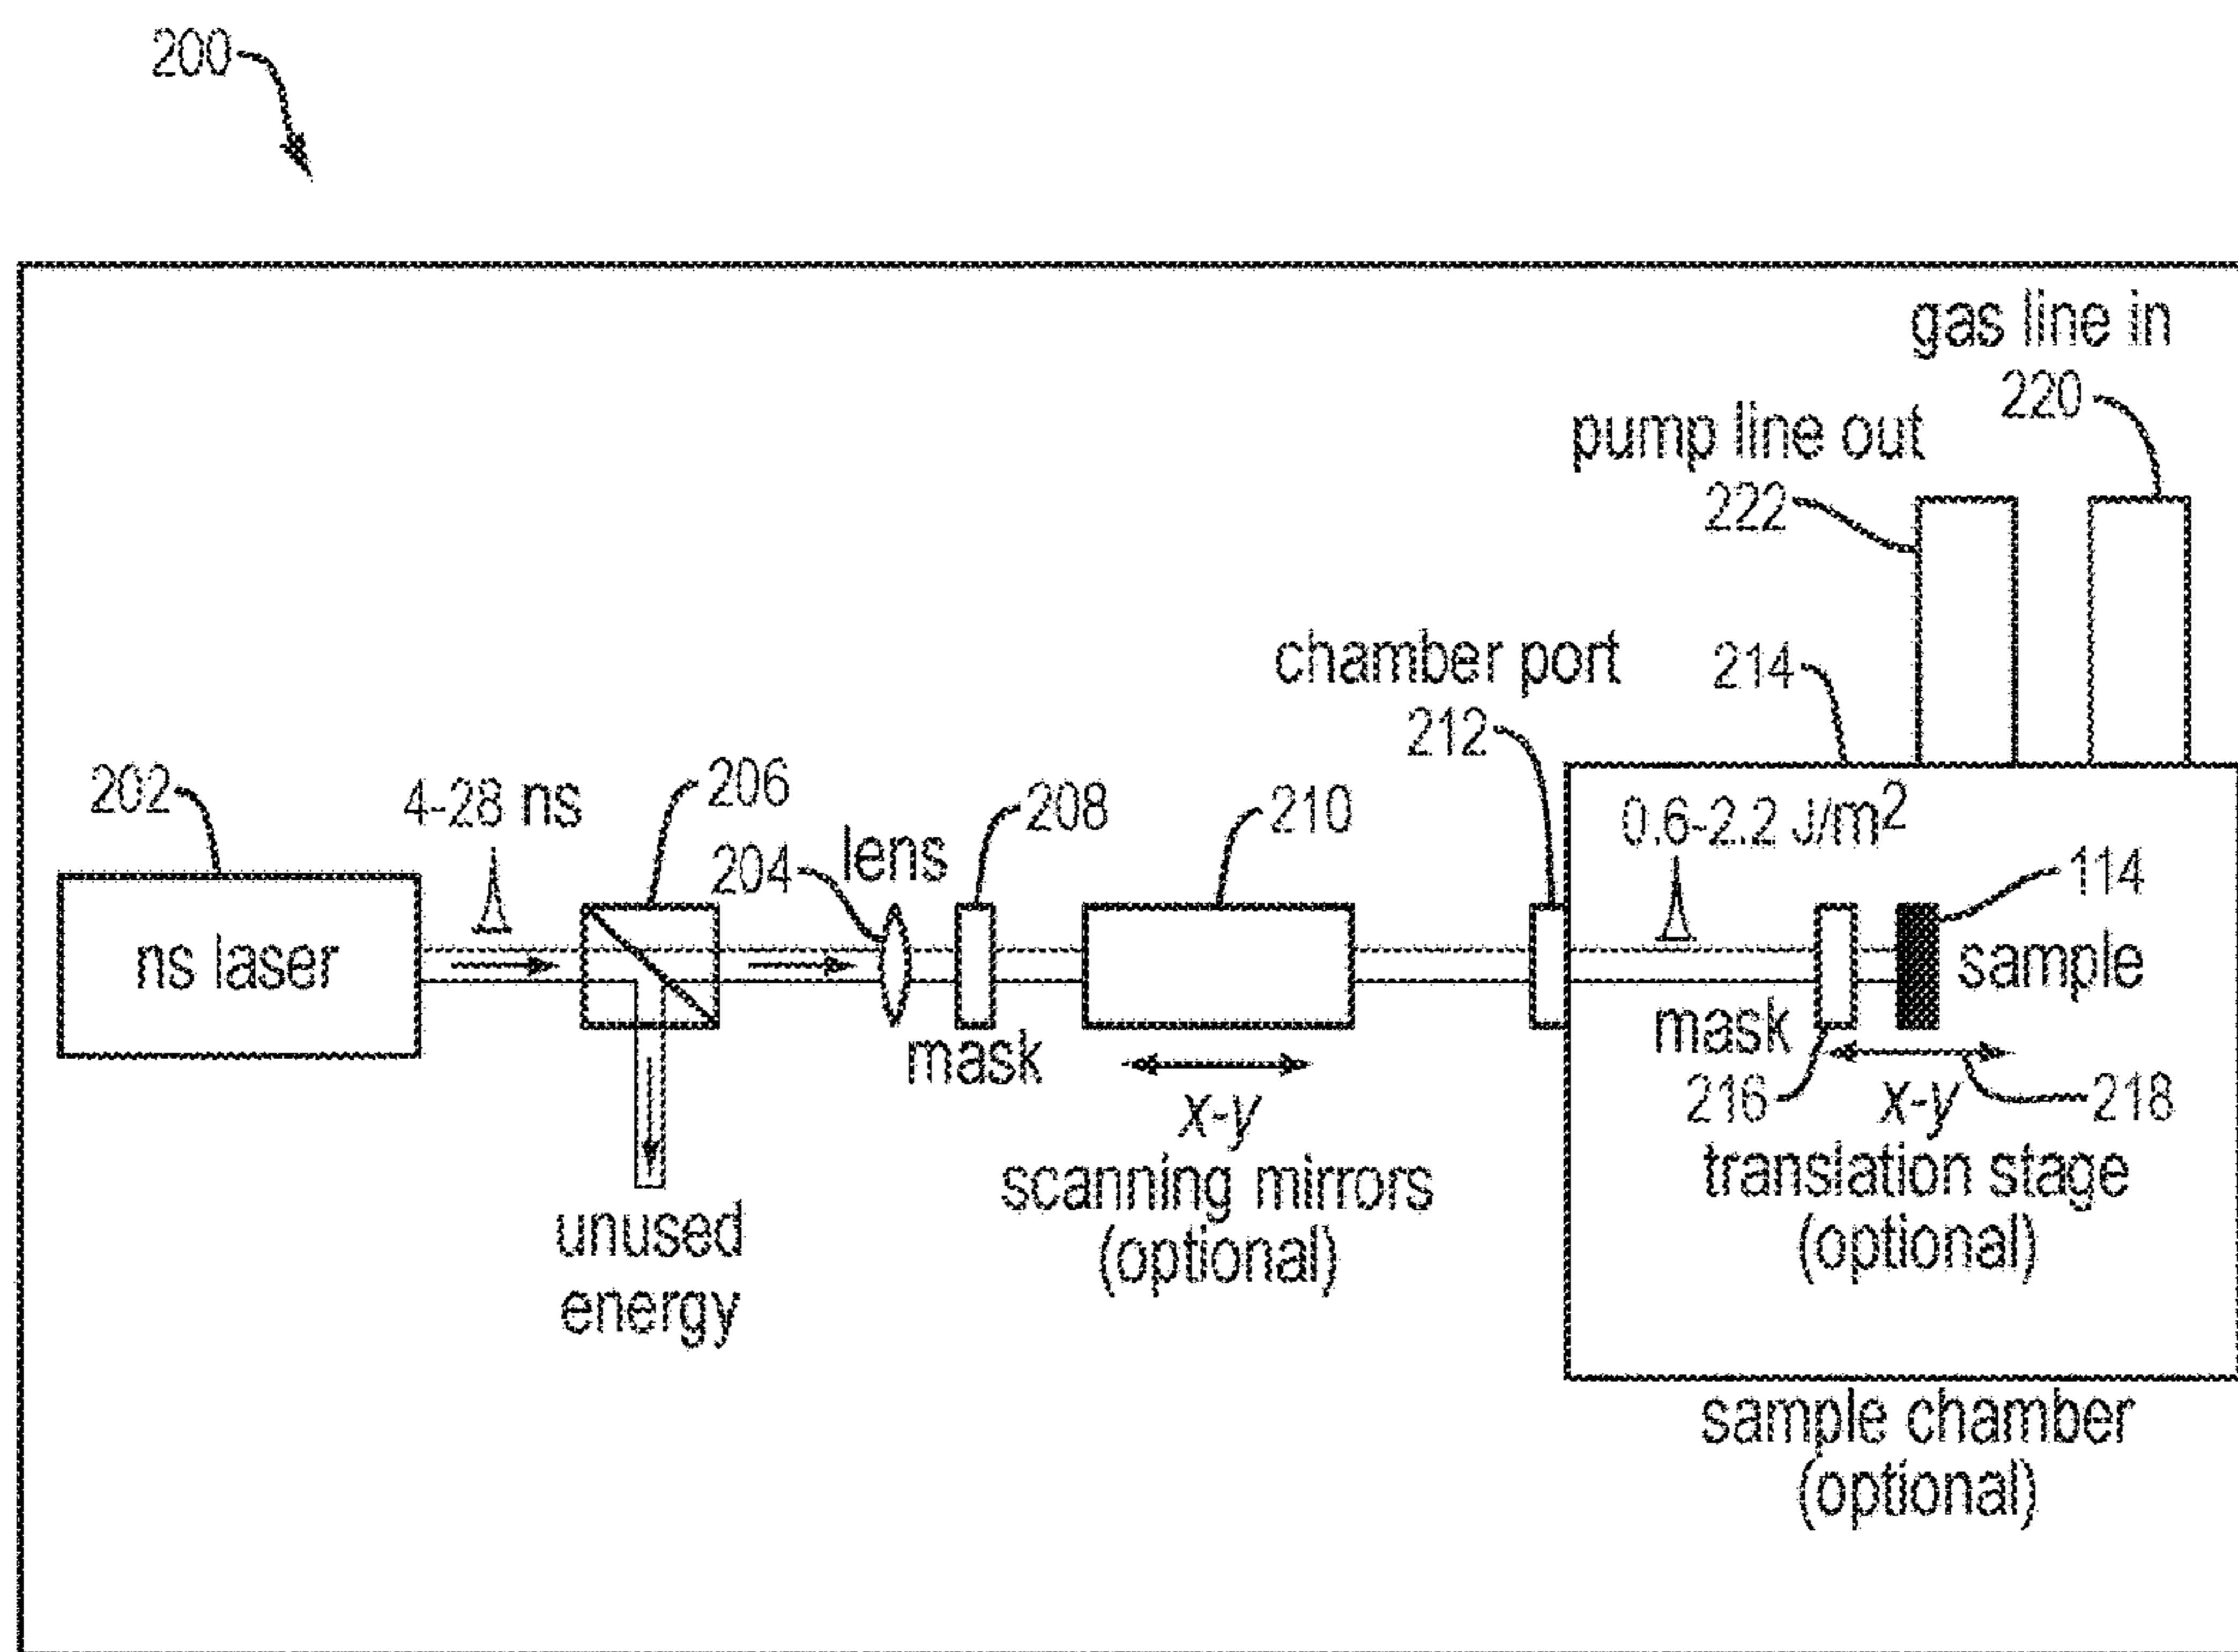 200
gas line in
220
pump line out
222
chamber port
212
214
202
4-28 ns
206
204
lens
208
210
0.6-2.2 J/m2
114
ns laser
sample
mask
mask
216
218
x-y
x-y
scanning mirrors
(optional)
translation stage
(optional)
unused
energy
sample chamber
(optional)